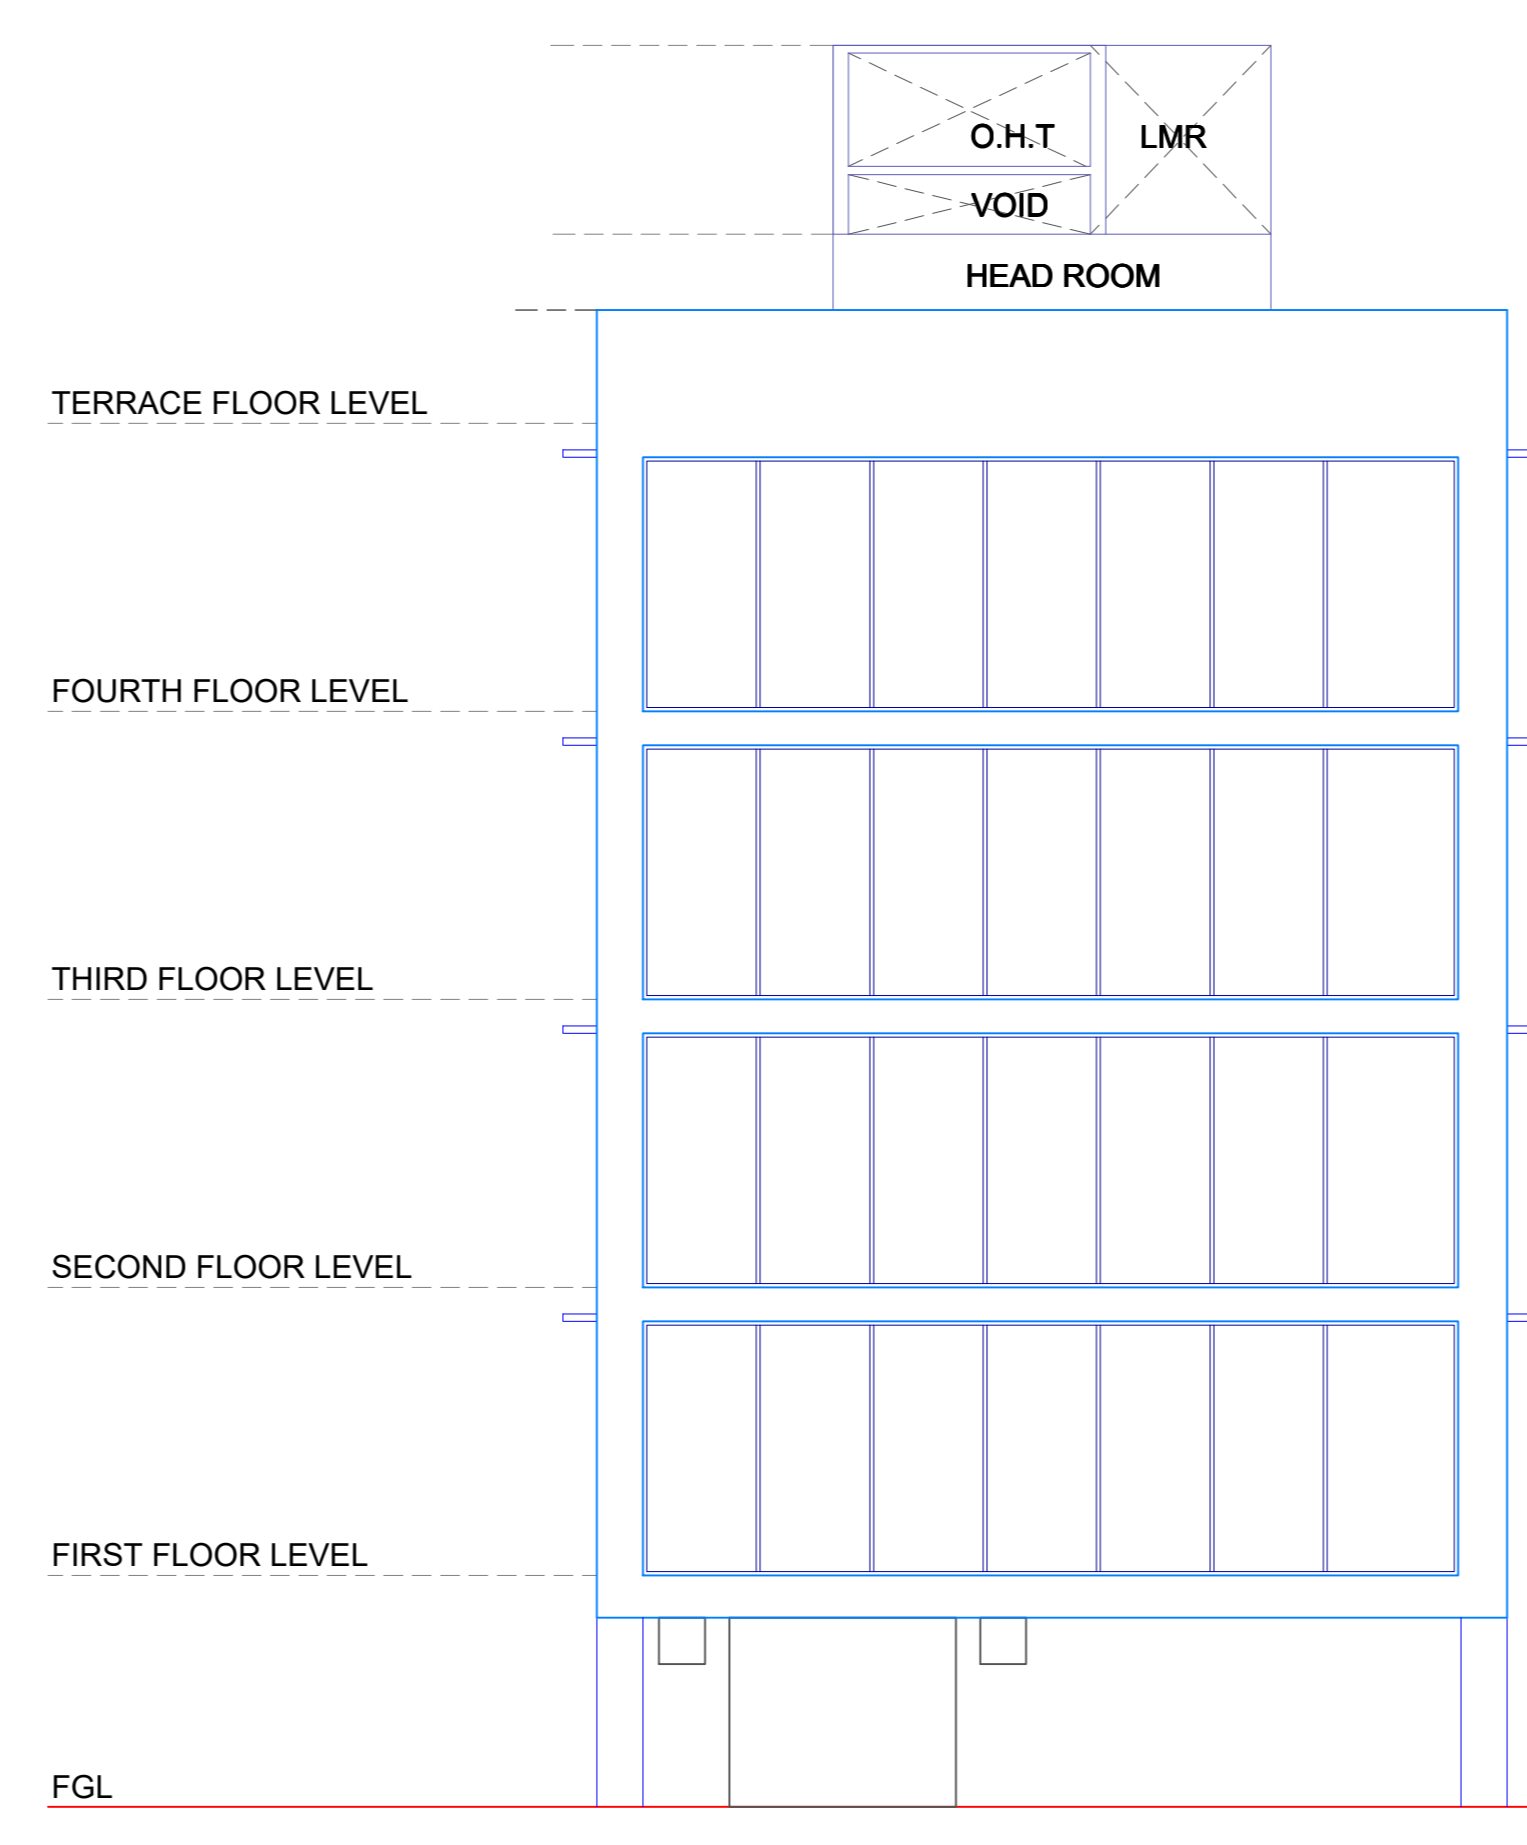 O.H.T
LMR
VOID
HEAD ROOM
TERRACE FLOOR LEVEL
FOURTH FLOOR LEVEL
THIRD FLOOR LEVEL
SECOND FLOOR LEVEL
FIRST FLOOR LEVEL
FGL